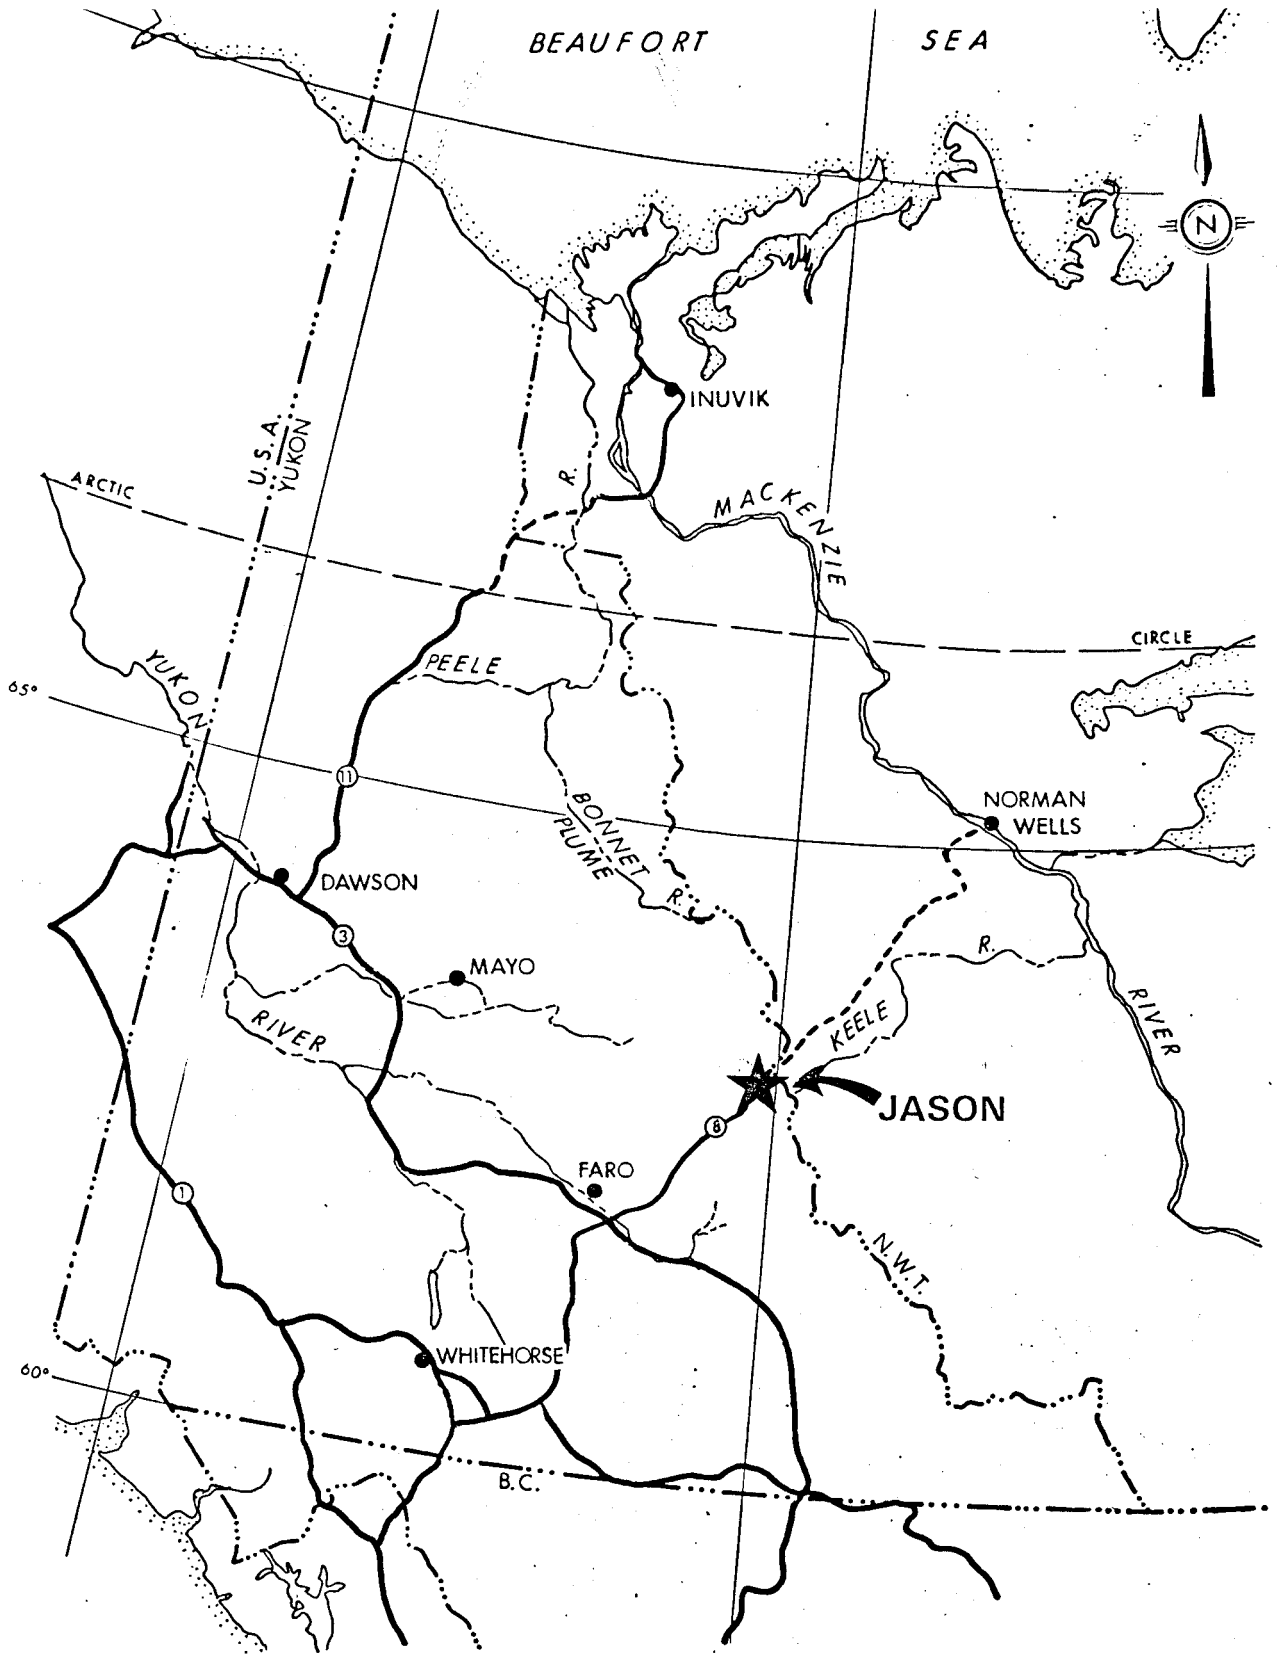 BEAUFORT SEA
N
INUVIK
U.S.A.
YUKON
R.
MACKENZIE
ARCTIC
CIRCLE
PEELE
YUKON
65°
11
BONNET
PLUME
R.
NORMAN
WELLS
DAWSON
3
MAYO
R.
RIVER
KEELE
RIVER
JASON
8
FARO
1
N.W.T.
WHITEHORSE
60°
B.C.